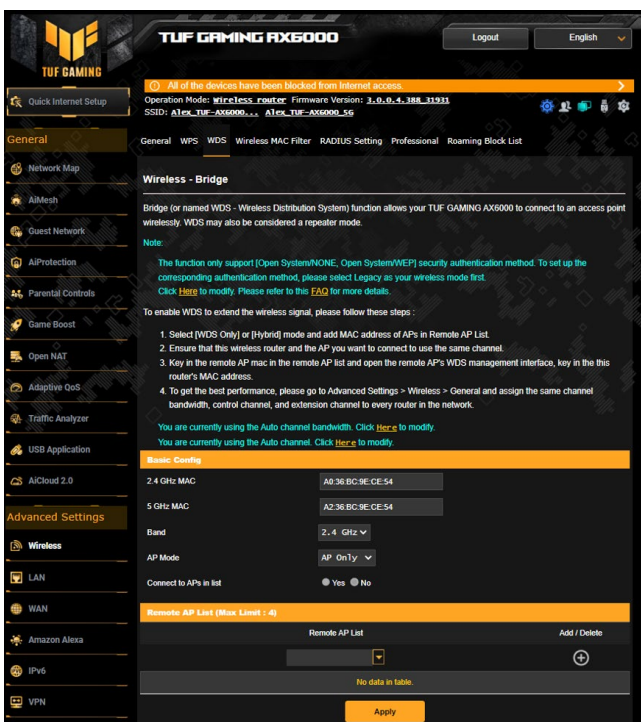 TUF GAMING
TUF GAMING AX6000
Logout
English
All of the devices have been blocked from Internet access.
Quick Internet Setup
Operation Mode: Wireless router Firmware Version: 3.0.0.4.388_31931
SSID: Alex_TUF-AX6000... Alex_TUF-AX6000_5G
General
General WPS WDS Wireless MAC Filter RADIUS Setting Professional Roaming Block List
Network Map
AiMesh
Guest Network
AiProtection
Parental Controls
Game Boost
Open NAT
Adaptive QoS
Traffic Analyzer
USB Application
AiCloud 2.0
Advanced Settings
Wireless
LAN
WAN
Amazon Alexa
IPv6
VPN
Wireless - Bridge
Bridge (or named WDS - Wireless Distribution System) function allows your TUF GAMING AX6000 to connect to an access point
wirelessly. WDS may also be considered a repeater mode.
Note:
The function only support [Open System/NONE, Open System/WEP] security authentication method. To set up the
corresponding authentication method, please select Legacy as your wireless mode first.
Click Here to modify. Please refer to this FAQ for more details.
To enable WDS to extend the wireless signal, please follow these steps :
1. Select [WDS Only] or [Hybrid] mode and add MAC address of APs in Remote AP List.
2. Ensure that this wireless router and the AP you want to connect to use the same channel.
3. Key in the remote AP mac in the remote AP list and open the remote AP's WDS management interface, key in the this
router's MAC address.
4. To get the best performance, please go to Advanced Settings > Wireless > General and assign the same channel
bandwidth, control channel, and extension channel to every router in the network.
You are currently using the Auto channel bandwidth. Click Here to modify.
You are currently using the Auto channel. Click Here to modify.
Basic Config
2.4 GHz MAC A0:36:BC:9E:CE:54
5 GHz MAC A2:36:BC:9E:CE:54
Band 2.4 GHz
AP Mode AP Only
Connect to APs in list Yes No
Remote AP List (Max Limit : 4)
Remote AP List Add / Delete
No data in table.
Apply